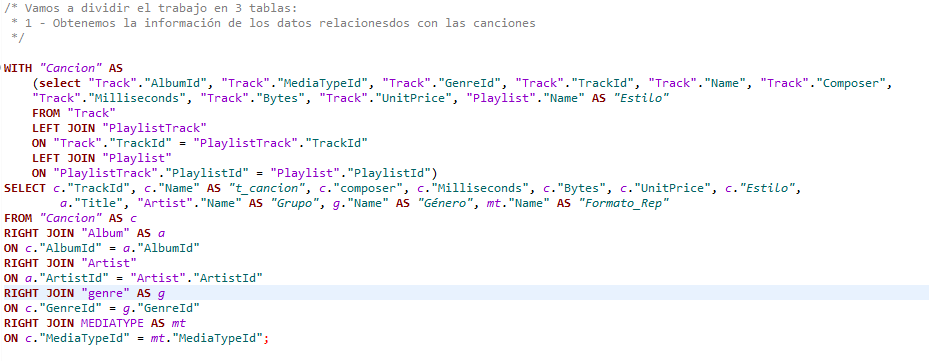 /* Vamos a dividir el trabajo en 3 tablas:
 * 1 - Obtenemos la información de los datos relacionesdos con las canciones
 */
WITH "Cancion" AS
    (select "Track"."AlbumId", "Track"."MediaTypeId", "Track"."GenreId", "Track"."TrackId", "Track"."Name", "Track"."Composer",
    "Track"."Milliseconds", "Track"."Bytes", "Track"."UnitPrice", "Playlist"."Name" AS "Estilo"
    FROM "Track"
    LEFT JOIN "PlaylistTrack"
    ON "Track"."TrackId" = "PlaylistTrack"."TrackId"
    LEFT JOIN "Playlist"
    ON "PlaylistTrack"."PlaylistId" = "Playlist"."PlaylistId")
SELECT c."TrackId", c."Name" AS "t_cancion", c."composer", c."Milliseconds", c."Bytes", c."UnitPrice", c."Estilo",
        a."Title", "Artist"."Name" AS "Grupo", g."Name" AS "Género", mt."Name" AS "Formato_Rep"
FROM "Cancion" AS c
RIGHT JOIN "Album" AS a
ON c."AlbumId" = a."AlbumId"
RIGHT JOIN "Artist"
ON a."ArtistId" = "Artist"."ArtistId"
RIGHT JOIN "genre" AS g
ON c."GenreId" = g."GenreId"
RIGHT JOIN MEDIATYPE AS mt
ON c."MediaTypeId" = mt."MediaTypeId";